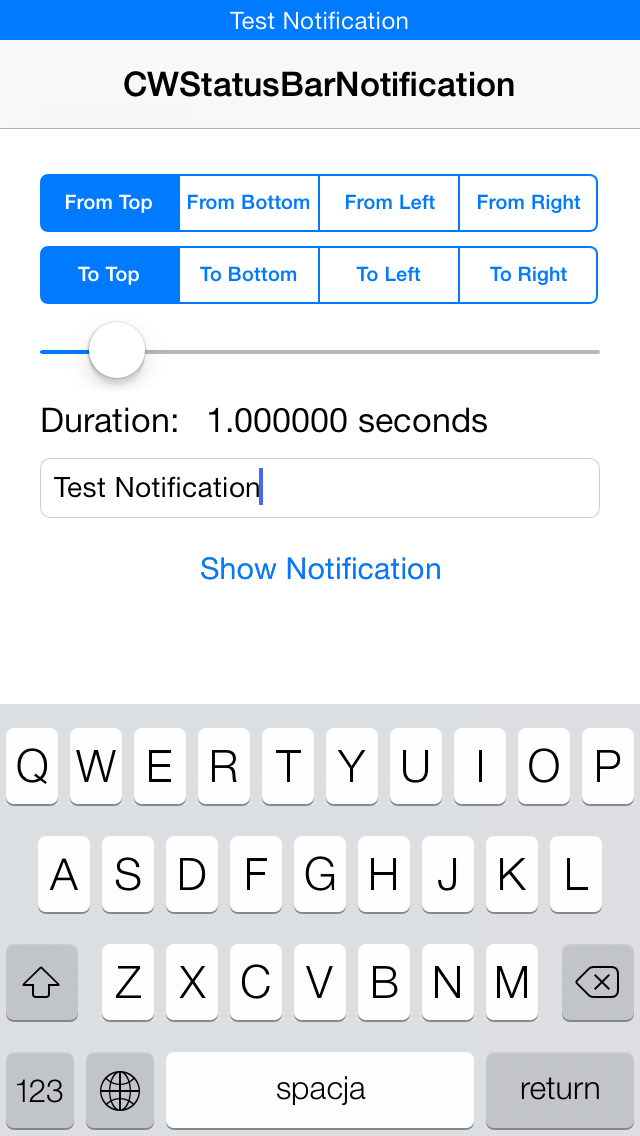 Test Notification
CWStatusBarNotification
From Top From Bottom From Left From Right
To Top To Bottom To Left To Right
Duration: 1.000000 seconds
Test Notification
Show Notification
Q W E R T Y U I O P
A S D F G H J K L
Z X C V B N M
123 spacja return